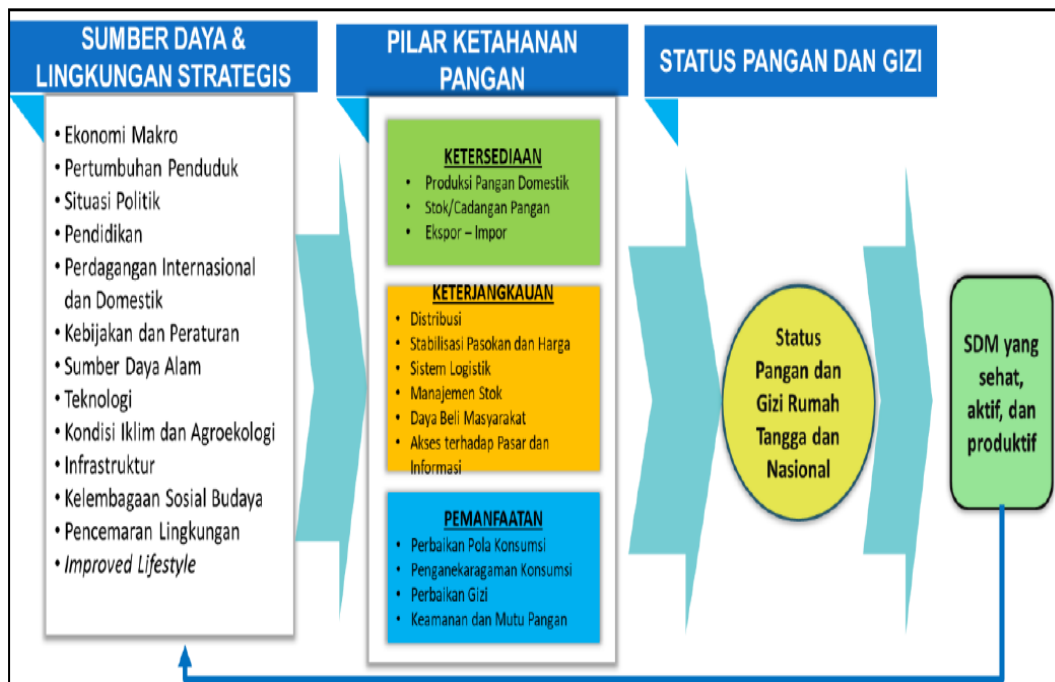 SUMBER DAYA &
LINGKUNGAN STRATEGIS
• Ekonomi Makro
• Pertumbuhan Penduduk
• Situasi Politik
• Pendidikan
• Perdagangan Internasional
dan Domestik
• Kebijakan dan Peraturan
• Sumber Daya Alam
• Teknologi
• Kondisi Iklim dan Agroekologi
• Infrastruktur
• Kelembagaan Sosial Budaya
• Pencemaran Lingkungan
• Improved Lifestyle
PILAR KETAHANAN
PANGAN
KETERSEDIAAN
• Produksi Pangan Domestik
• Stok/Cadangan Pangan
• Ekspor – Impor
KETERJANGKAUAN
• Distribusi
• Stabilisasi Pasokan dan Harga
• Sistem Logistik
• Manajemen Stok
• Daya Beli Masyarakat
• Akses terhadap Pasar dan
Informasi
PEMANFAATAN
• Perbaikan Pola Konsumsi
• Penganekaragaman Konsumsi
• Perbaikan Gizi
• Keamanan dan Mutu Pangan
STATUS PANGAN DAN GIZI
Status
Pangan dan
Gizi Rumah
Tangga dan
Nasional
SDM yang
sehat,
aktif, dan
produktif